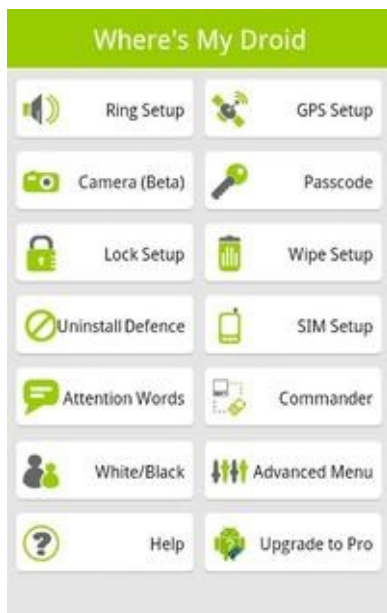 Where's My Droid
Ring Setup
GPS Setup
Camera (Beta)
Passcode
Lock Setup
Wipe Setup
Uninstall Defence
SIM Setup
Attention Words
Commander
White/Black
Advanced Menu
Help
Upgrade to Pro